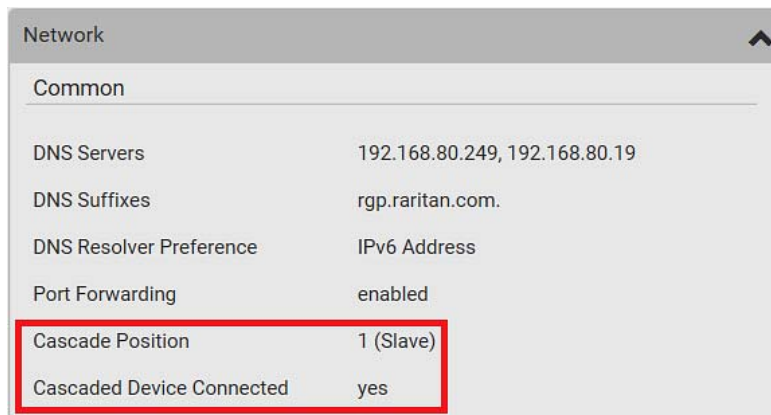 Network
Common
DNS Servers 192.168.80.249, 192.168.80.19
DNS Suffixes rgp.raritan.com.
DNS Resolver Preference IPv6 Address
Port Forwarding enabled
Cascade Position 1 (Slave)
Cascaded Device Connected yes